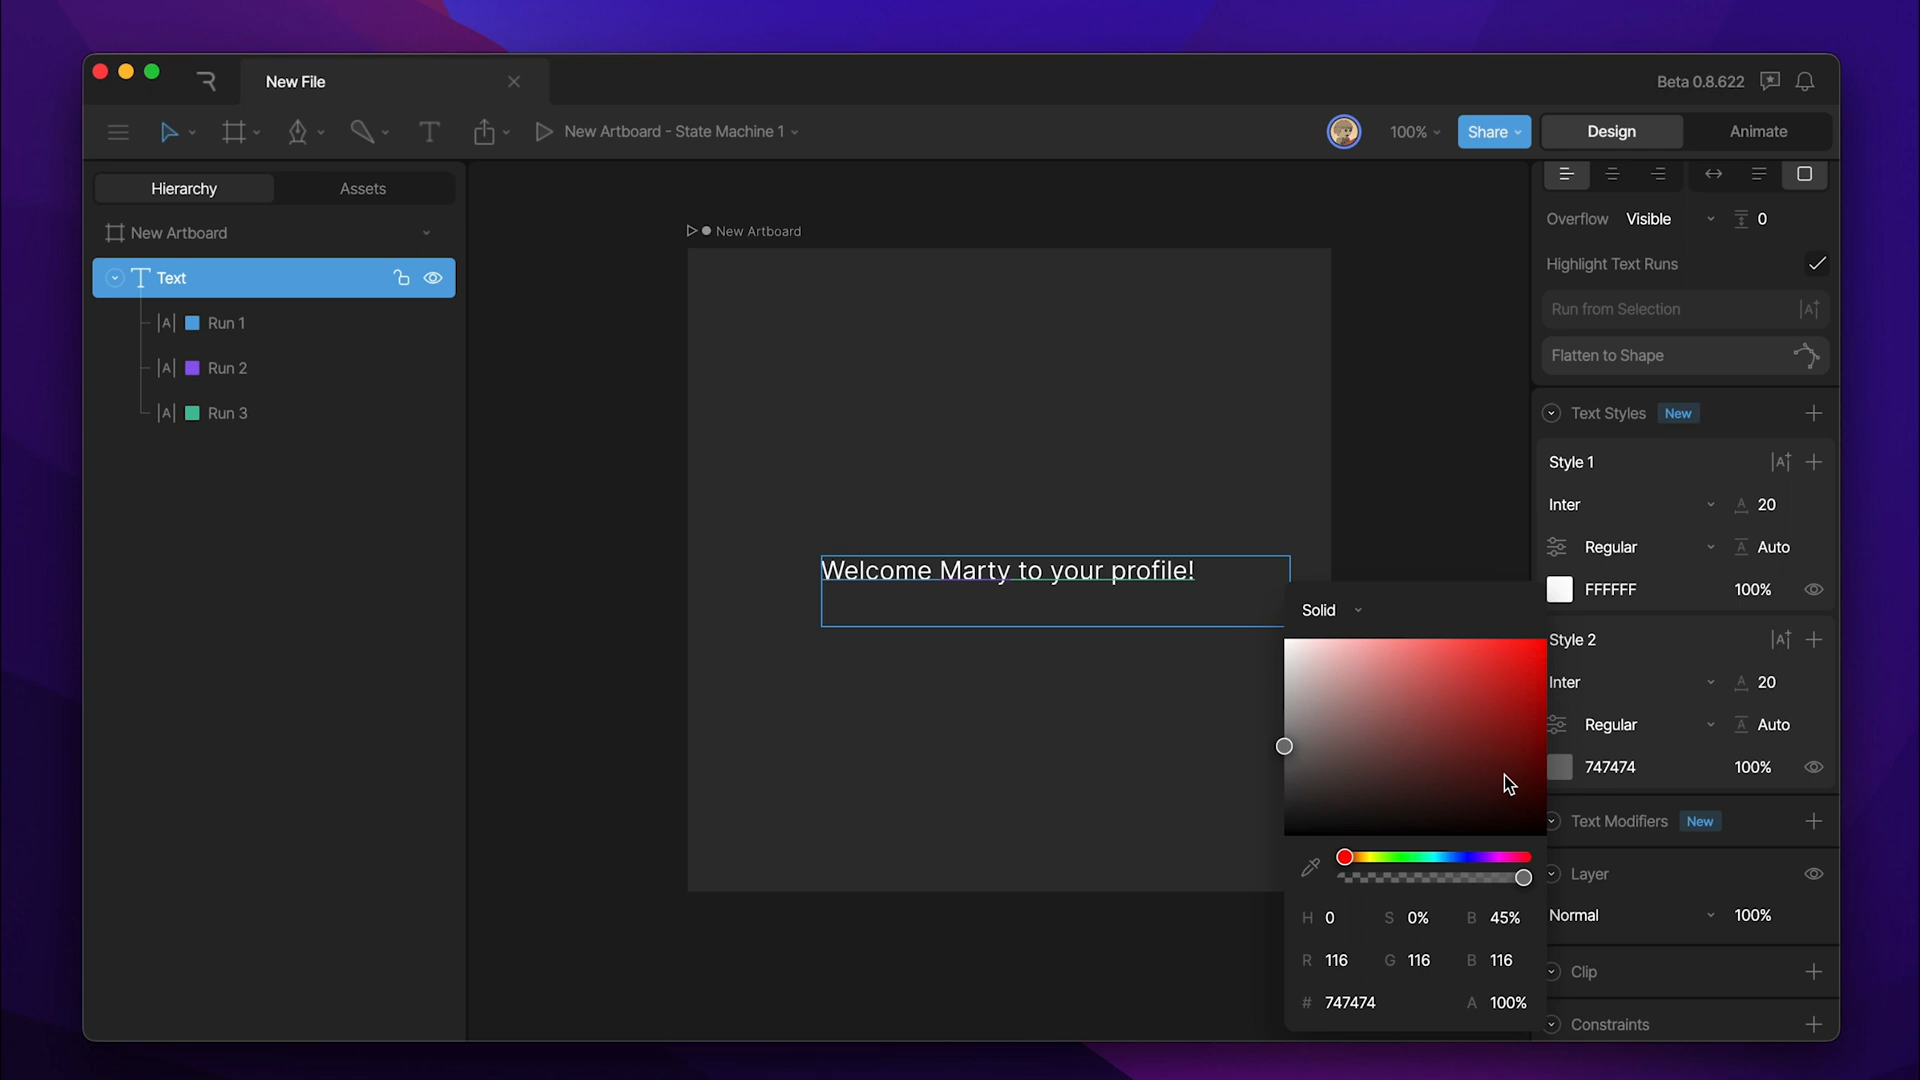 New File
Beta 0.8.622
New Artboard - State Machine 1
100%
Share
Design
Animate
Hierarchy
Assets
New Artboard
Text
Run 1
Run 2
Run 3
New Artboard
Welcome Marty to your profile!
Overflow Visible 0
Highlight Text Runs
Run from Selection
Flatten to Shape
Text Styles New
Style 1
Inter 20
Regular Auto
FFFFFF 100%
Style 2
Inter 20
Regular Auto
747474 100%
Text Modifiers New
Layer
Normal 100%
Clip
Constraints
Solid
H 0 S 0% B 45%
R 116 G 116 B 116
# 747474 A 100%